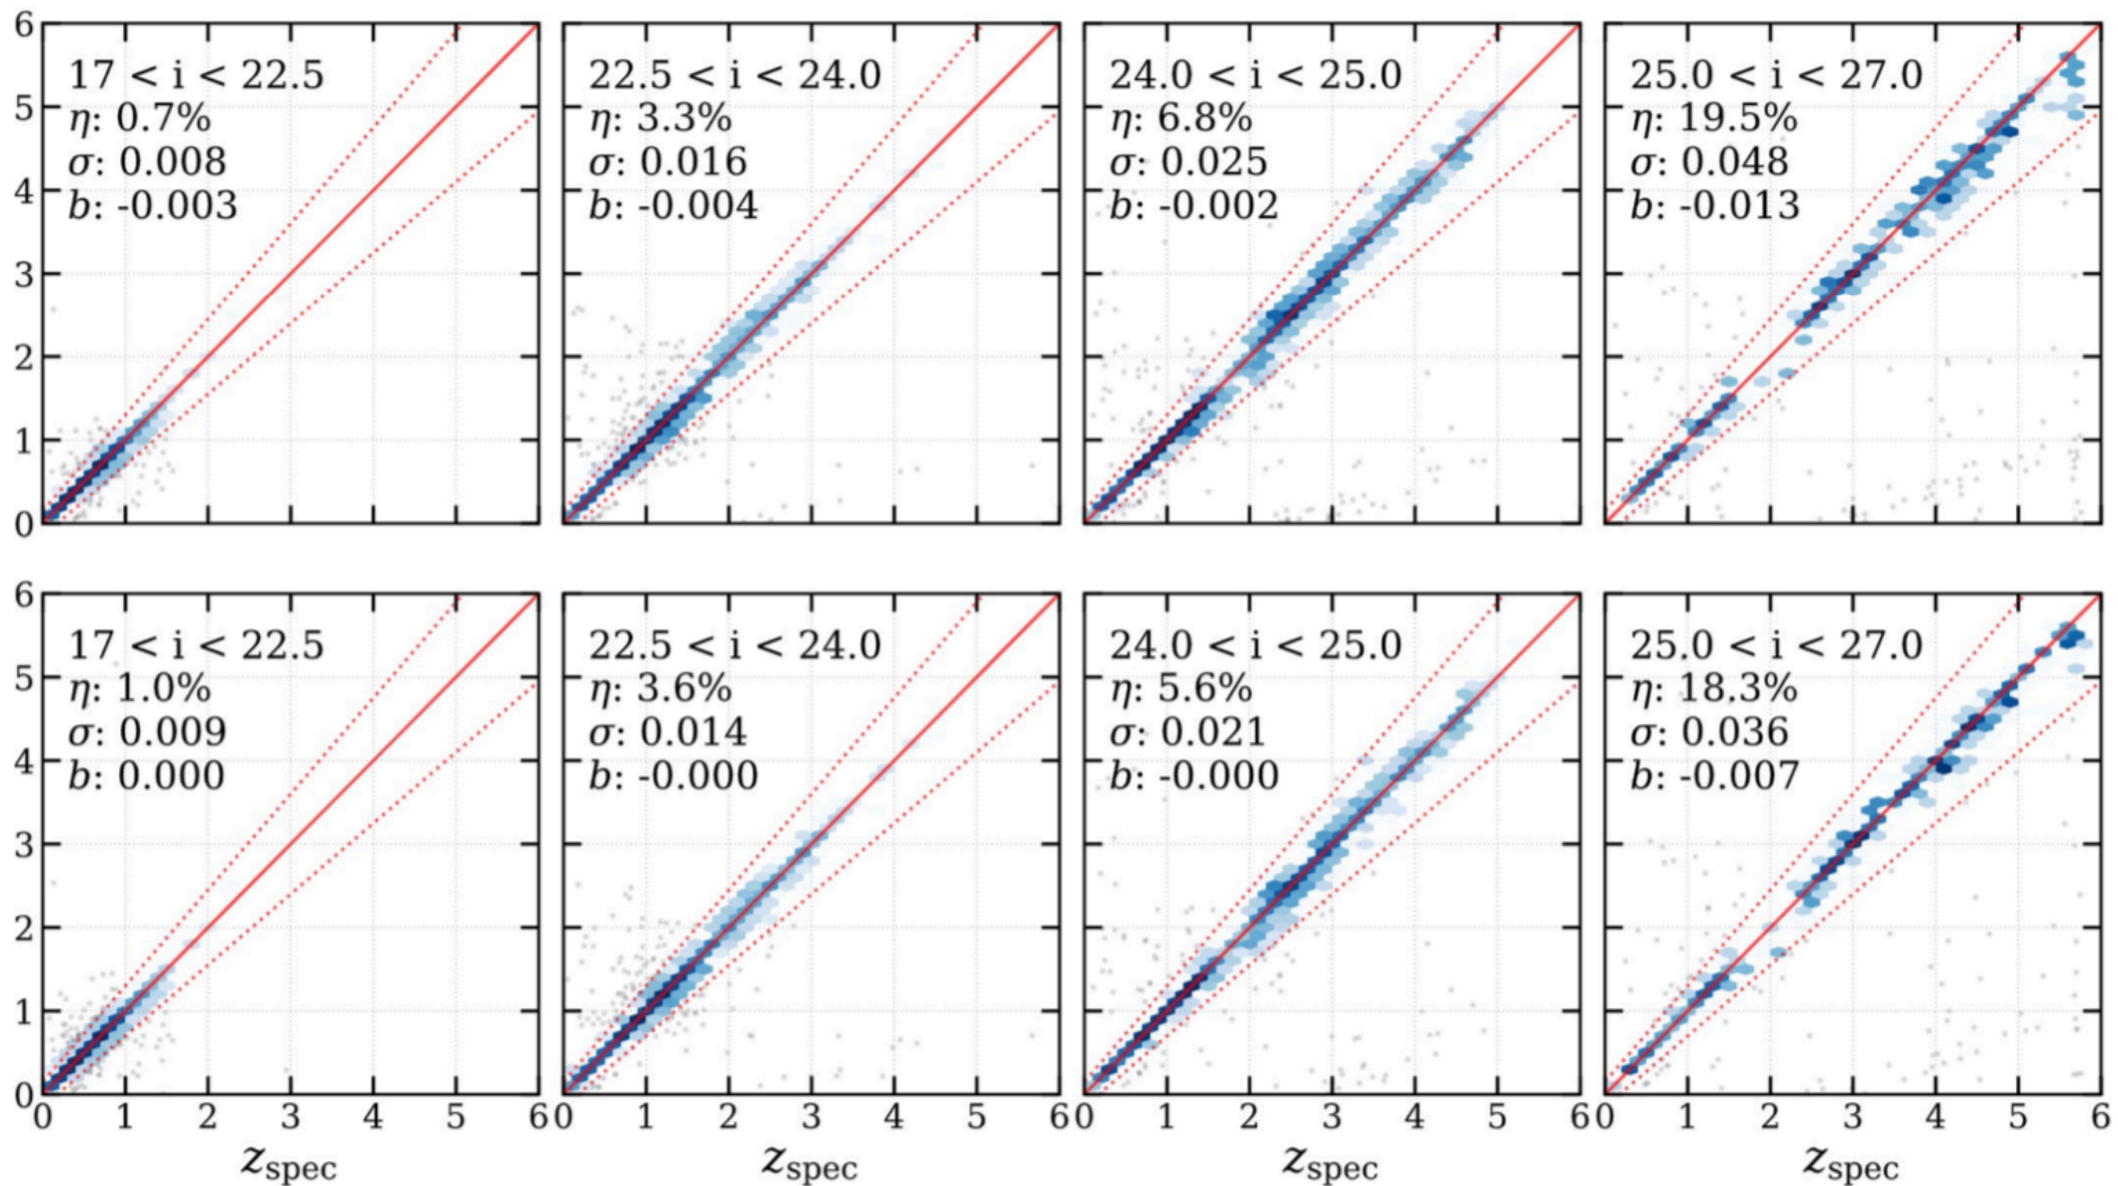 6 5 4 3 2 1 0
17 < i < 22.5
η: 0.7%
σ: 0.008
b: -0.003
22.5 < i < 24.0
η: 3.3%
σ: 0.016
b: -0.004
24.0 < i < 25.0
η: 6.8%
σ: 0.025
b: -0.002
25.0 < i < 27.0
η: 19.5%
σ: 0.048
b: -0.013
6 5 4 3 2 1 0
17 < i < 22.5
η: 1.0%
σ: 0.009
b: 0.000
22.5 < i < 24.0
η: 3.6%
σ: 0.014
b: -0.000
24.0 < i < 25.0
η: 5.6%
σ: 0.021
b: -0.000
25.0 < i < 27.0
η: 18.3%
σ: 0.036
b: -0.007
0 1 2 3 4 5 6 0 1 2 3 4 5 6 0 1 2 3 4 5 6 0 1 2 3 4 5 6
zspec zspec zspec zspec